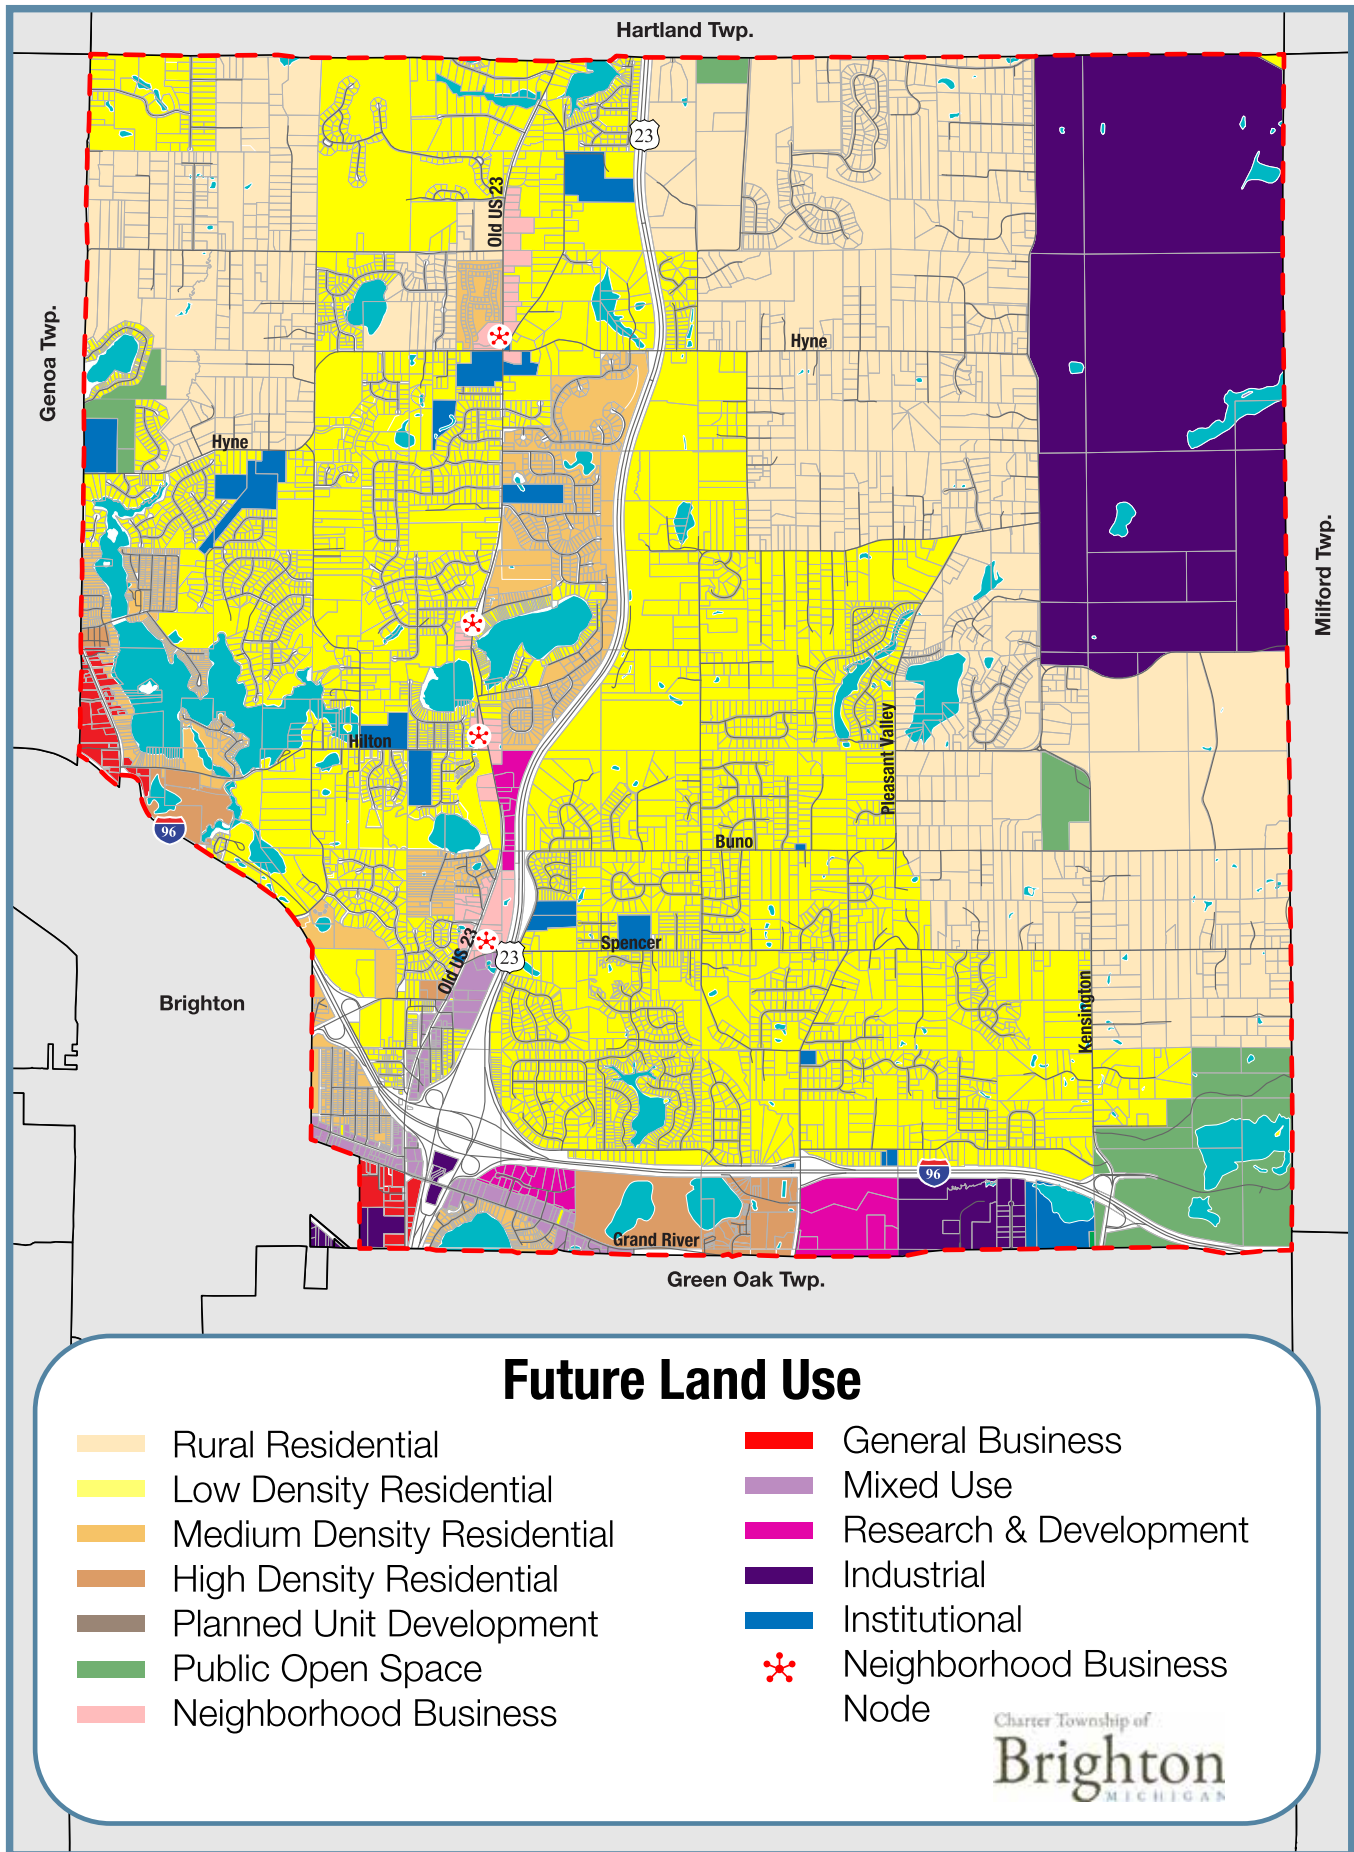 Hartland Twp.
23
Old US 23
Genoa Twp.
Hyne
Hyne
Milford Twp.
Pleasant Valley
Hilton
96
Buno
Old US 23
23
Spencer
Kensington
Brighton
96
Grand River
Green Oak Twp.
Future Land Use
Rural Residential
Low Density Residential
Medium Density Residential
High Density Residential
Planned Unit Development
Public Open Space
Neighborhood Business
General Business
Mixed Use
Research & Development
Industrial
Institutional
Neighborhood Business
Node
Charter Township of
Brighton
MICHIGAN